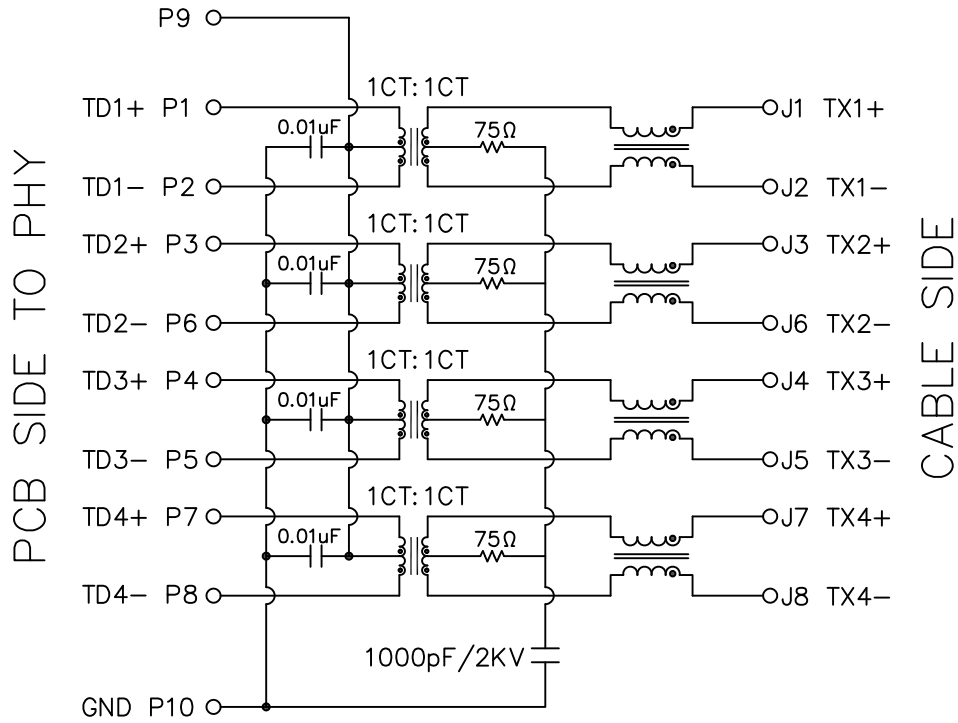 P9
1CT:1CT
TD1+ P1
J1 TX1+
0.01uF
75Ω
TD1- P2
J2 TX1-
1CT:1CT
TD2+ P3
J3 TX2+
0.01uF
75Ω
TD2- P6
J6 TX2-
1CT:1CT
TD3+ P4
J4 TX3+
0.01uF
75Ω
TD3- P5
J5 TX3-
1CT:1CT
TD4+ P7
J7 TX4+
0.01uF
75Ω
TD4- P8
J8 TX4-
1000pF/2KV
GND P10
PCB SIDE TO PHY
CABLE SIDE